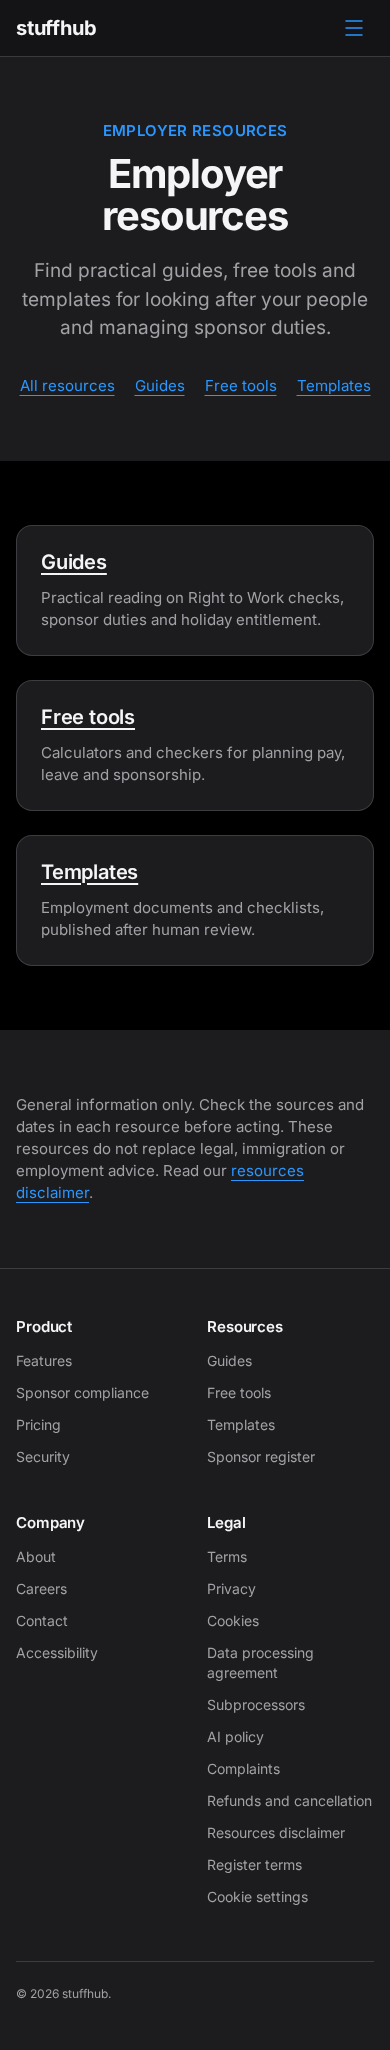 stuffhub
EMPLOYER RESOURCES
Employer
resources
Find practical guides, free tools and
templates for looking after your people
and managing sponsor duties.
All resources Guides Free tools Templates
Guides
Practical reading on Right to Work checks,
sponsor duties and holiday entitlement.
Free tools
Calculators and checkers for planning pay,
leave and sponsorship.
Templates
Employment documents and checklists,
published after human review.
General information only. Check the sources and
dates in each resource before acting. These
resources do not replace legal, immigration or
employment advice. Read our resources
disclaimer.
Product
Features
Sponsor compliance
Pricing
Security
Resources
Guides
Free tools
Templates
Sponsor register
Company
About
Careers
Contact
Accessibility
Legal
Terms
Privacy
Cookies
Data processing
agreement
Subprocessors
AI policy
Complaints
Refunds and cancellation
Resources disclaimer
Register terms
Cookie settings
© 2026 stuffhub.